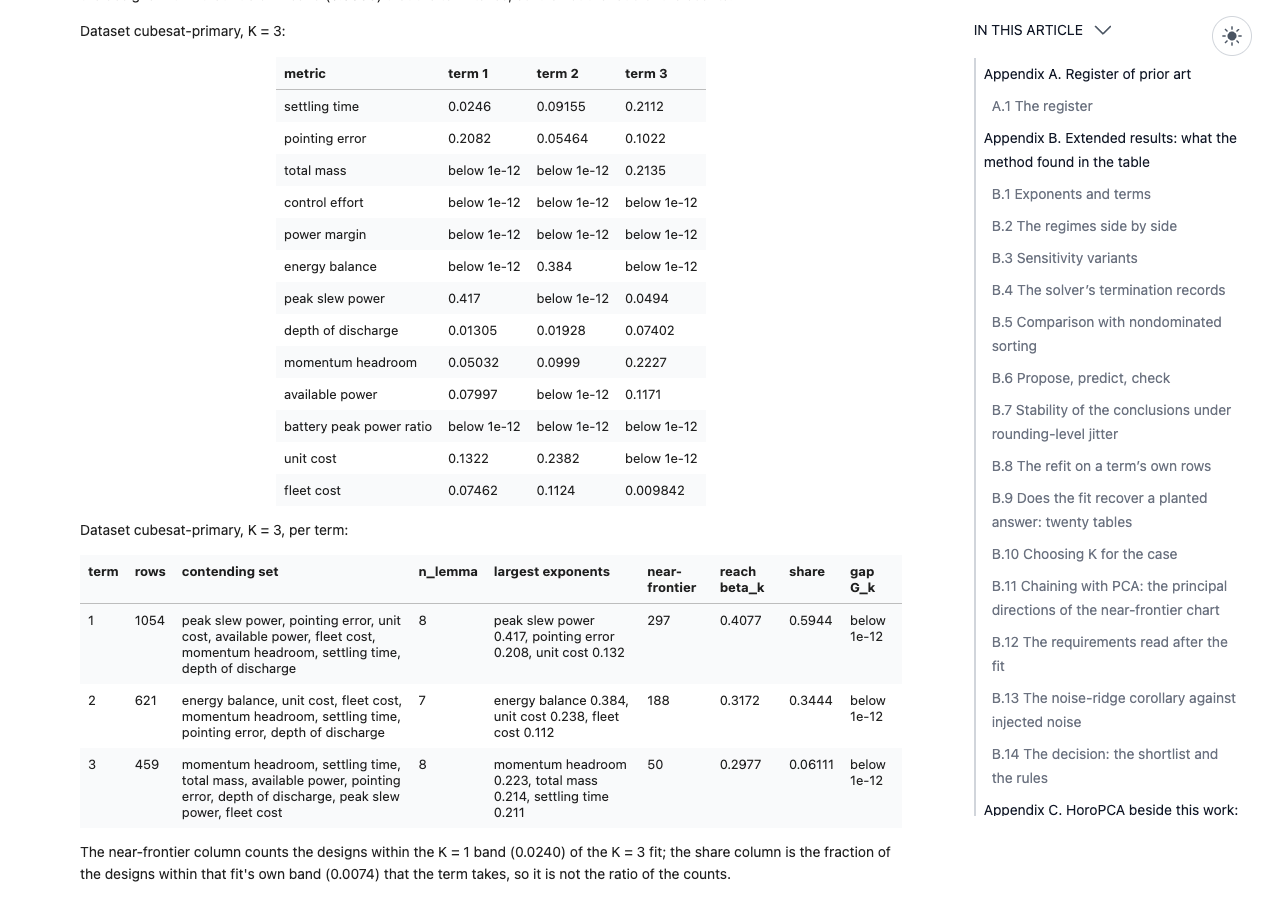 Dataset cubesat-primary, K = 3:
metric term 1 term 2 term 3
settling time 0.0246 0.09155 0.2112
pointing error 0.2082 0.05464 0.1022
total mass below 1e-12 below 1e-12 0.2135
control effort below 1e-12 below 1e-12 below 1e-12
power margin below 1e-12 below 1e-12 below 1e-12
energy balance below 1e-12 0.384 below 1e-12
peak slew power 0.417 below 1e-12 0.0494
depth of discharge 0.01305 0.01928 0.07402
momentum headroom 0.05032 0.0999 0.2227
available power 0.07997 below 1e-12 0.1171
battery peak power ratio below 1e-12 below 1e-12 below 1e-12
unit cost 0.1322 0.2382 below 1e-12
fleet cost 0.07462 0.1124 0.009842
Dataset cubesat-primary, K = 3, per term:
term rows contending set n_lemma largest exponents near- reach share gap
frontier beta_k G_k
1 1054 peak slew power, pointing error, unit 8 peak slew power 297 0.4077 0.5944 below
cost, available power, fleet cost, 0.417, pointing error 1e-12
momentum headroom, settling time, 0.208, unit cost 0.132
depth of discharge
2 621 energy balance, unit cost, fleet cost, 7 energy balance 0.384, 188 0.3172 0.3444 below
momentum headroom, settling time, unit cost 0.238, fleet 1e-12
pointing error, depth of discharge cost 0.112
3 459 momentum headroom, settling time, 8 momentum headroom 50 0.2977 0.06111 below
total mass, available power, pointing 0.223, total mass 1e-12
error, depth of discharge, peak slew 0.214, settling time
power, fleet cost 0.211
The near-frontier column counts the designs within the K = 1 band (0.0240) of the K = 3 fit; the share column is the fraction of
the designs within that fit's own band (0.0074) that the term takes, so it is not the ratio of the counts.
IN THIS ARTICLE
Appendix A. Register of prior art
A.1 The register
Appendix B. Extended results: what the
method found in the table
B.1 Exponents and terms
B.2 The regimes side by side
B.3 Sensitivity variants
B.4 The solver’s termination records
B.5 Comparison with nondominated
sorting
B.6 Propose, predict, check
B.7 Stability of the conclusions under
rounding-level jitter
B.8 The refit on a term’s own rows
B.9 Does the fit recover a planted
answer: twenty tables
B.10 Choosing K for the case
B.11 Chaining with PCA: the principal
directions of the near-frontier chart
B.12 The requirements read after the
fit
B.13 The noise-ridge corollary against
injected noise
B.14 The decision: the shortlist and
the rules
Appendix C. HoroPCA beside this work: